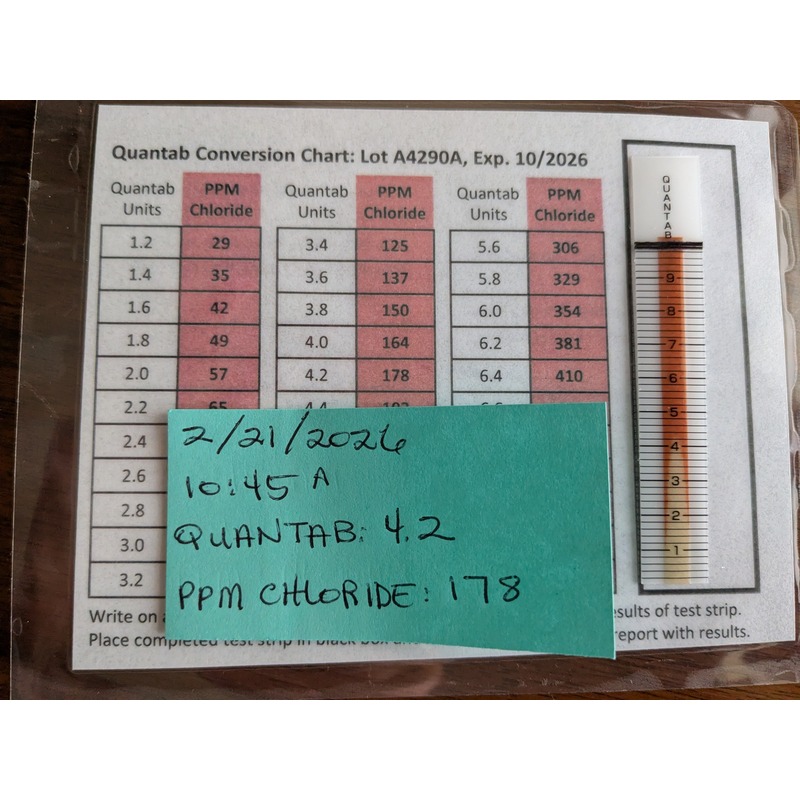 Quantab Conversion Chart: Lot A4290A, Exp. 10/2026
Quantab Units PPM Chloride Quantab Units PPM Chloride Quantab Units PPM Chloride
1.2 29 3.4 125 5.6 306
1.4 35 3.6 137 5.8 329
1.6 42 3.8 150 6.0 354
1.8 49 4.0 164 6.2 381
2.0 57 4.2 178 6.4 410
2.2 65 4.4
2.4
2.6
2.8
3.0
3.2
2/21/2026
10:45 A
QUANTAB: 4.2
PPM CHLORIDE: 178
Write on
Place completed test strip in black box
of test strip.
report with results.
QUANTAB
9
8
7
6
5
4
3
2
1